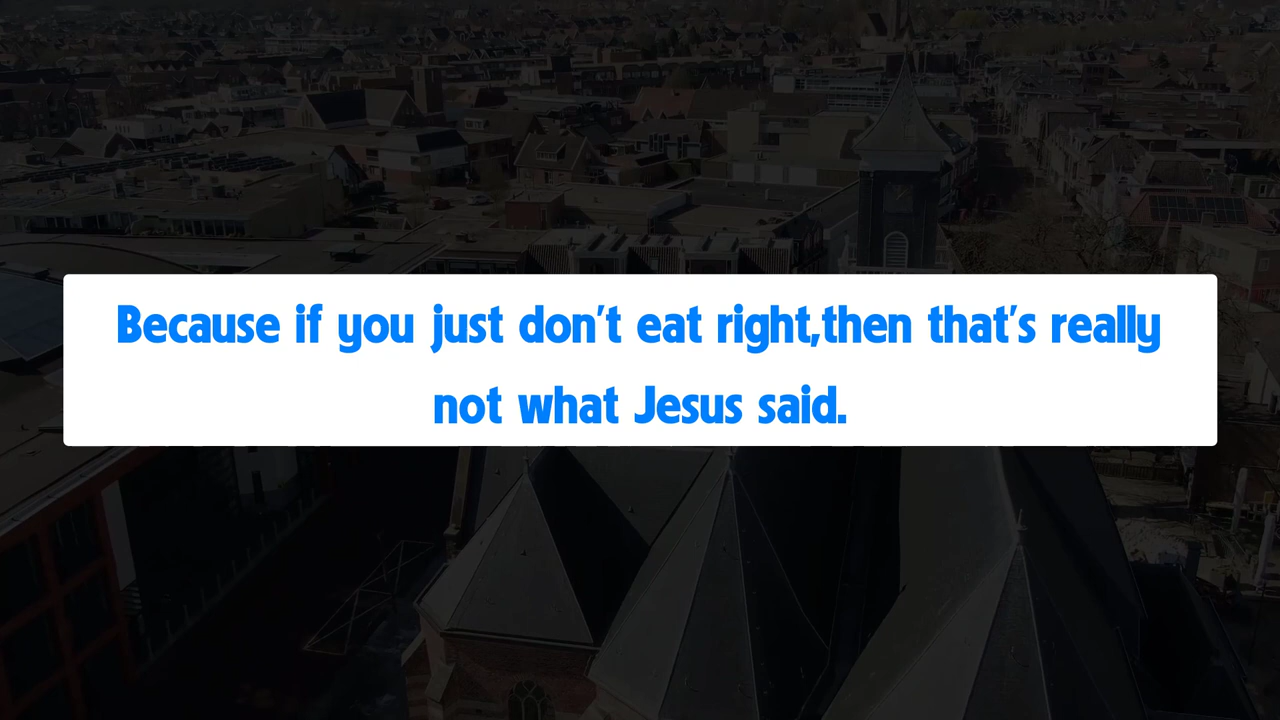 Because if you just don't eat right,then that's really
not what Jesus said.